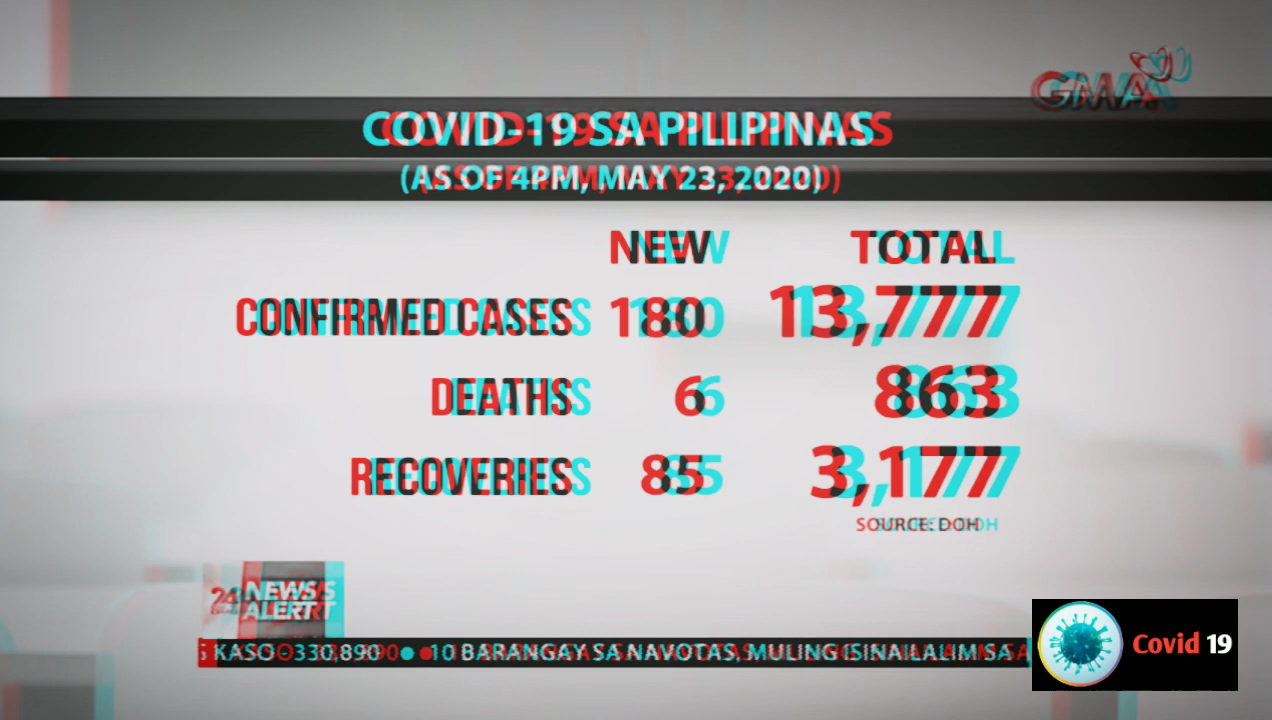 GMA
COVID-19 SA PILIPINAS
(AS OF 4PM, MAY 23, 2020)
NEW TOTAL
CONFIRMED CASES 180 13,777
DEATHS 6 863
RECOVERIES 85 3,177
SOURCE: DOH
24
NEWS
ALERT
KASO 330,890 • 10 BARANGAY SA NAVOTAS, MULING ISINAILALIM SA
Covid 19